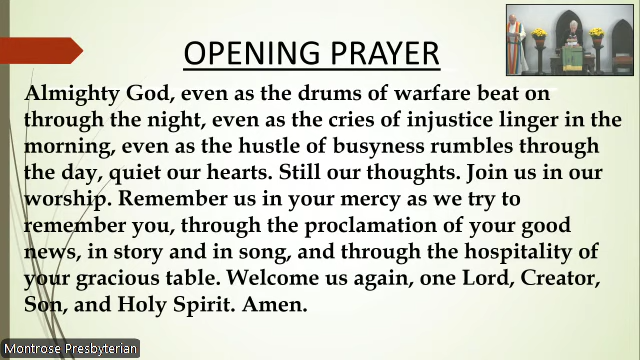 OPENING PRAYER
Almighty God, even as the drums of warfare beat on
through the night, even as the cries of injustice linger in the
morning, even as the hustle of busyness rumbles through
the day, quiet our hearts. Still our thoughts. Join us in our
worship. Remember us in your mercy as we try to
remember you, through the proclamation of your good
news, in story and in song, and through the hospitality of
your gracious table. Welcome us again, one Lord, Creator,
Son, and Holy Spirit. Amen.
Montrose Presbyterian